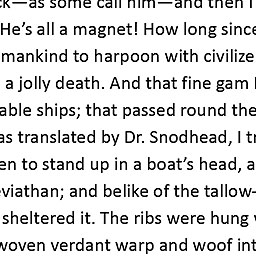 ck—as some call him—and then I
He's all a magnet! How long since
mankind to harpoon with civilize
a jolly death. And that fine gam I
able ships; that passed round the
as translated by Dr. Snodhead, I t
en to stand up in a boat's head, a
eviathan; and belike of the tallow-
sheltered it. The ribs were hung
woven verdant warp and woof int